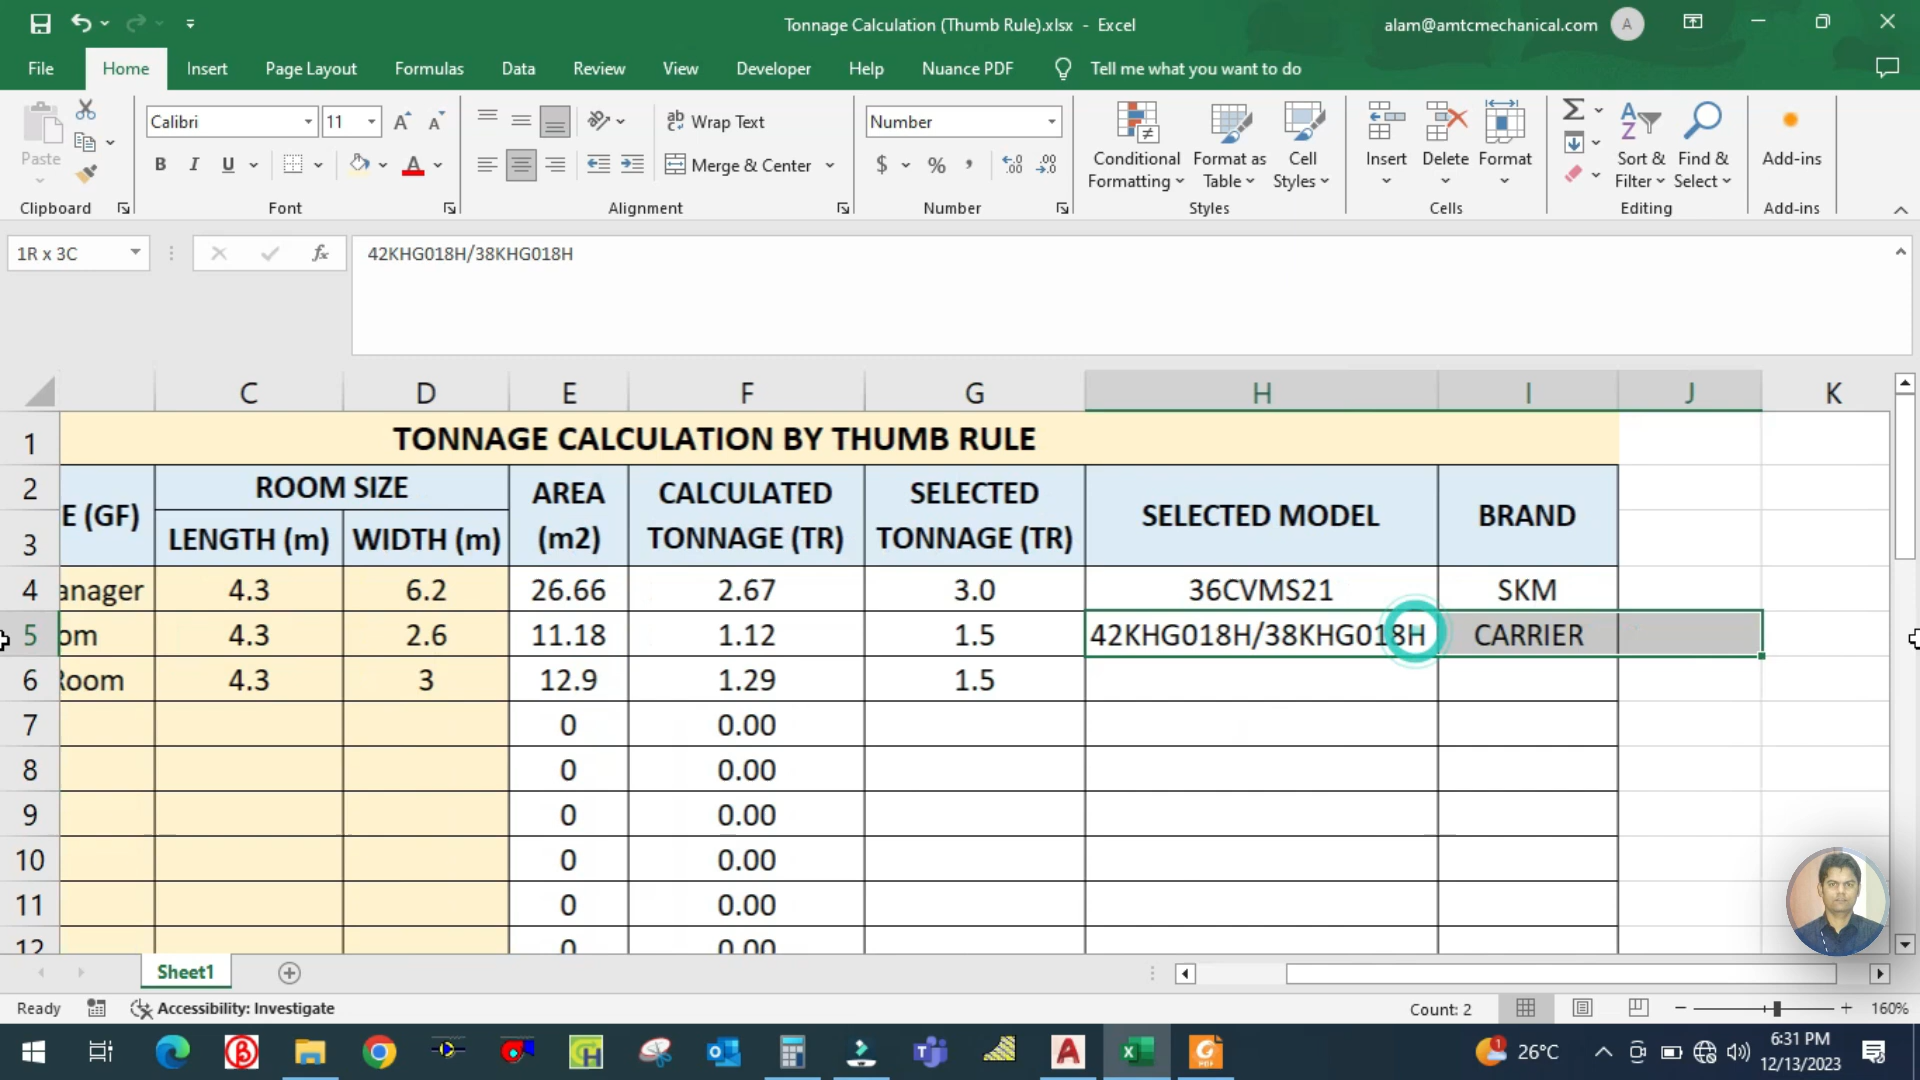 Tonnage Calculation (Thumb Rule).xlsx - Excel
alam@amtcmechanical.com
A
File Home Insert Page Layout Formulas Data Review View Developer Help Nuance PDF Tell me what you want to do
Paste
Calibri 11
Wrap Text
Merge & Center
Number
Conditional Formatting
Format as Table
Cell Styles
Insert Delete Format
Sort & Filter
Find & Select
Add-ins
Clipboard Font Alignment Number Styles Cells Editing Add-ins
1R x 3C
fx
42KHG018H/38KHG018H
C D E F G H I J K
1 TONNAGE CALCULATION BY THUMB RULE
2 ROOM SIZE AREA CALCULATED SELECTED
E (GF) SELECTED MODEL BRAND
3 LENGTH (m) WIDTH (m) (m2) TONNAGE (TR) TONNAGE (TR)
4 anager 4.3 6.2 26.66 2.67 3.0 36CVMS21 SKM
5 om 4.3 2.6 11.18 1.12 1.5 42KHG018H/38KHG018H CARRIER
6 Room 4.3 3 12.9 1.29 1.5
7 0 0.00
8 0 0.00
9 0 0.00
10 0 0.00
11 0 0.00
12 0 0.00
Sheet1
Ready Accessibility: Investigate Count: 2 160%
26°C
6:31 PM
12/13/2023